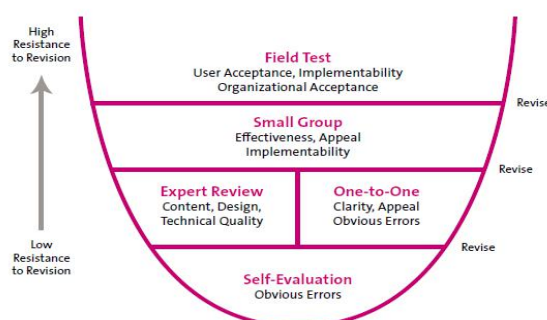 High
Resistance
to Revision
Field Test
User Acceptance, Implementability
Organizational Acceptance
Revise
Small Group
Effectiveness, Appeal
Implementability
Revise
Expert Review
Content, Design,
Technical Quality
One-to-One
Clarity, Appeal
Obvious Errors
Revise
Low
Resistance
to Revision
Self-Evaluation
Obvious Errors